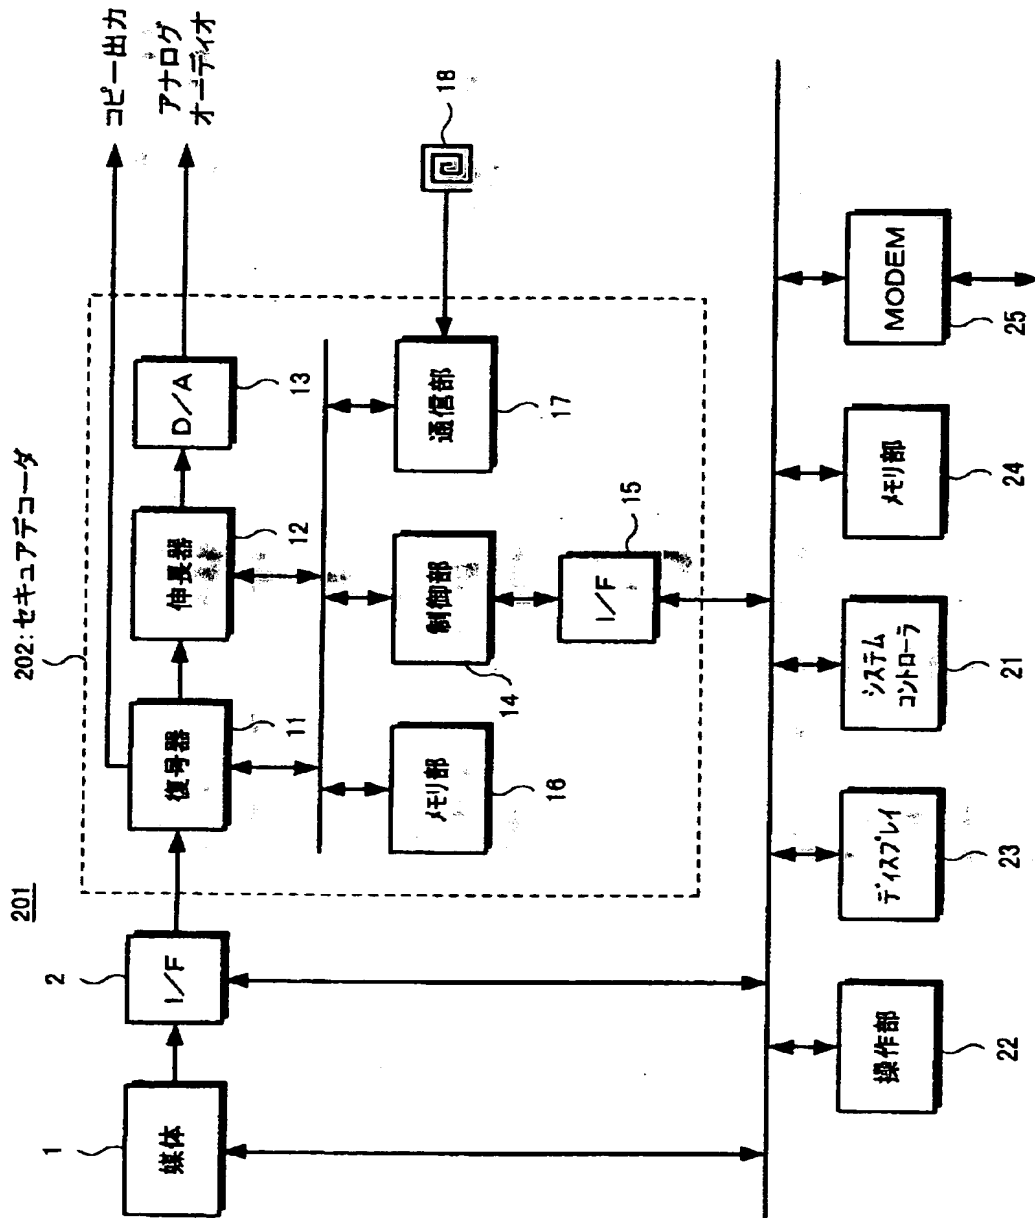 201
202:セキュアデコーダ
コピー出力
アナログ
オーディオ
1
媒体
2
I/F
復号器
11
伸長器
12
D/A
13
メモリ部
16
制御部
14
通信部
17
18
I/F
15
操作部
22
ディスプレイ
23
システム
コントローラ
21
メモリ部
24
MODEM
25